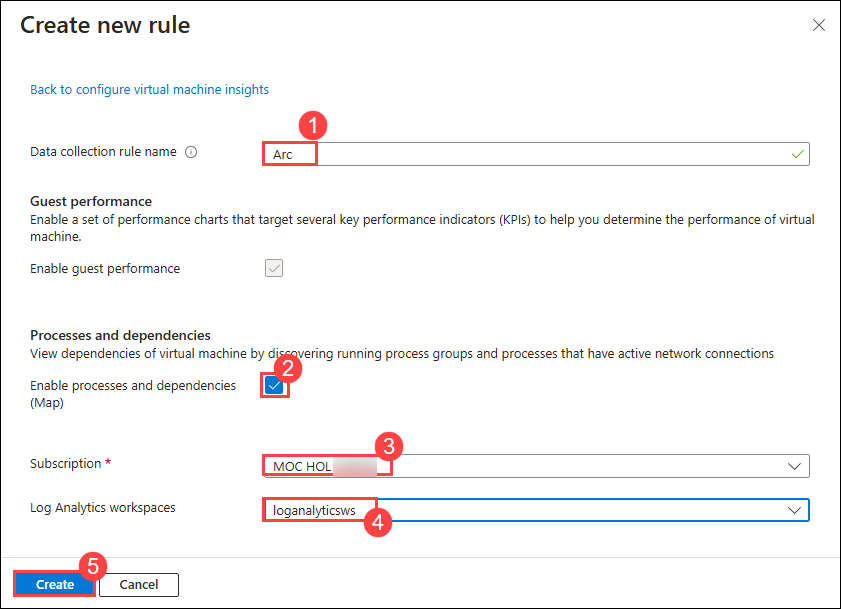 Create new rule
Back to configure virtual machine insights
1
Data collection rule name
Arc
Guest performance
Enable a set of performance charts that target several key performance indicators (KPIs) to help you determine the performance of virtual
machine.
Enable guest performance
Processes and dependencies
View dependencies of virtual machine by discovering running process groups and processes that have active network connections
2
Enable processes and dependencies
(Map)
3
Subscription *
MOC HOL
Log Analytics workspaces
loganalyticsws
4
5
Create
Cancel